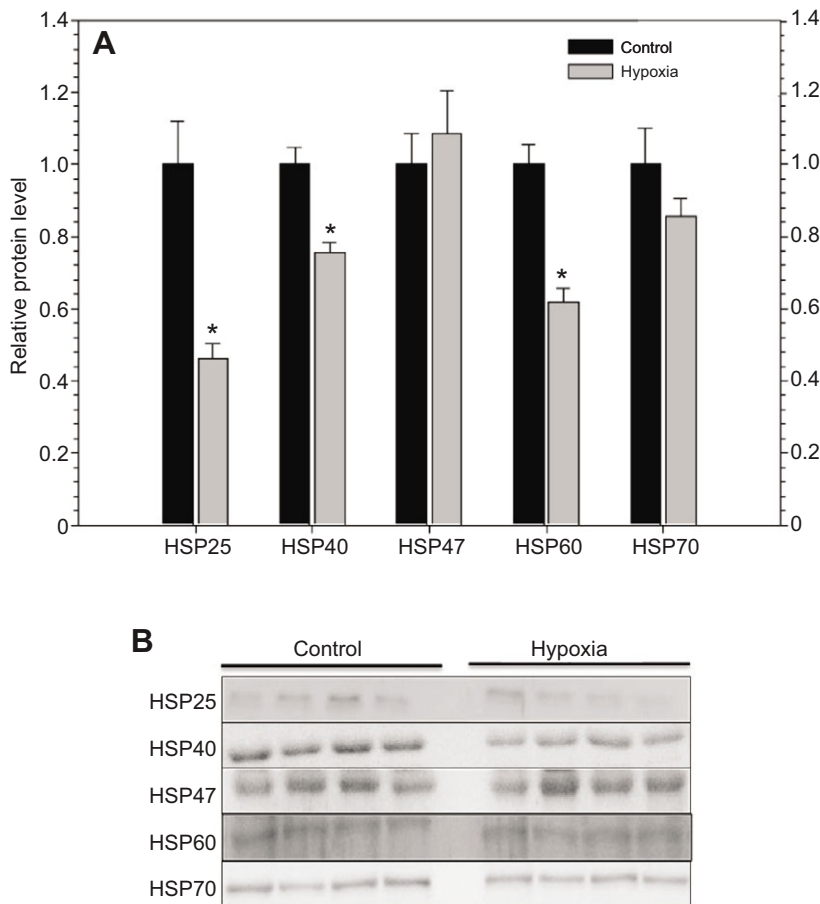 1.4
1.4
A
Control
Hypoxia
1.2
1.2
1.0
1.0
Relative protein level
0.8
0.8
*
0.6
0.6
*
*
0.4
0.4
0.2
0.2
0
0
HSP25 HSP40 HSP47 HSP60 HSP70
B
Control Hypoxia
HSP25
HSP40
HSP47
HSP60
HSP70